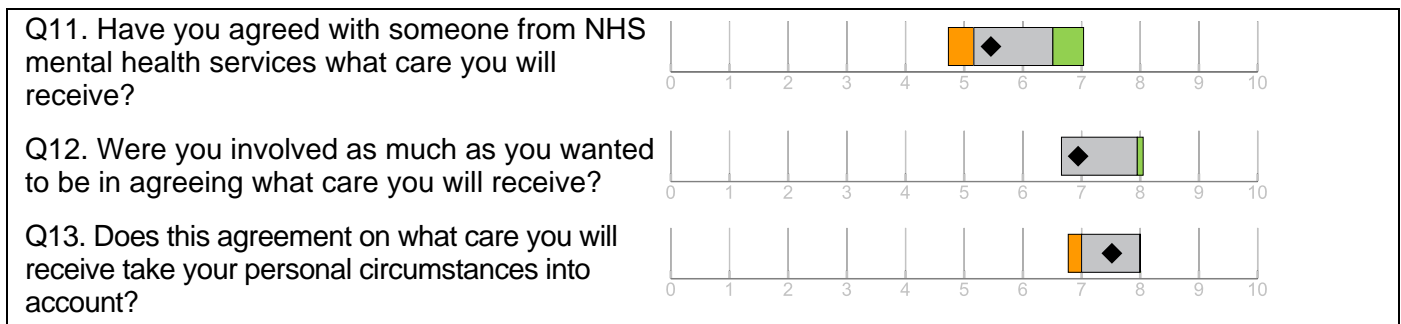 Q11. Have you agreed with someone from NHS
mental health services what care you will
receive?
0 1 2 3 4 5 6 7 8 9 10
Q12. Were you involved as much as you wanted
to be in agreeing what care you will receive?
0 1 2 3 4 5 6 7 8 9 10
Q13. Does this agreement on what care you will
receive take your personal circumstances into
account?
0 1 2 3 4 5 6 7 8 9 10